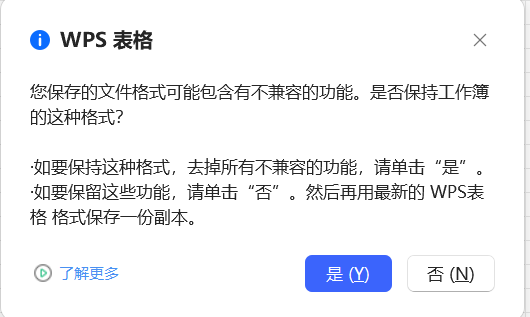 WPS 表格
您保存的文件格式可能包含有不兼容的功能。是否保持工作簿
的这种格式?
·如要保持这种格式，去掉所有不兼容的功能，请单击“是”。
·如要保留这些功能，请单击“否”。然后再用最新的 WPS表
格 格式保存一份副本。
了解更多
是 (Y)
否 (N)